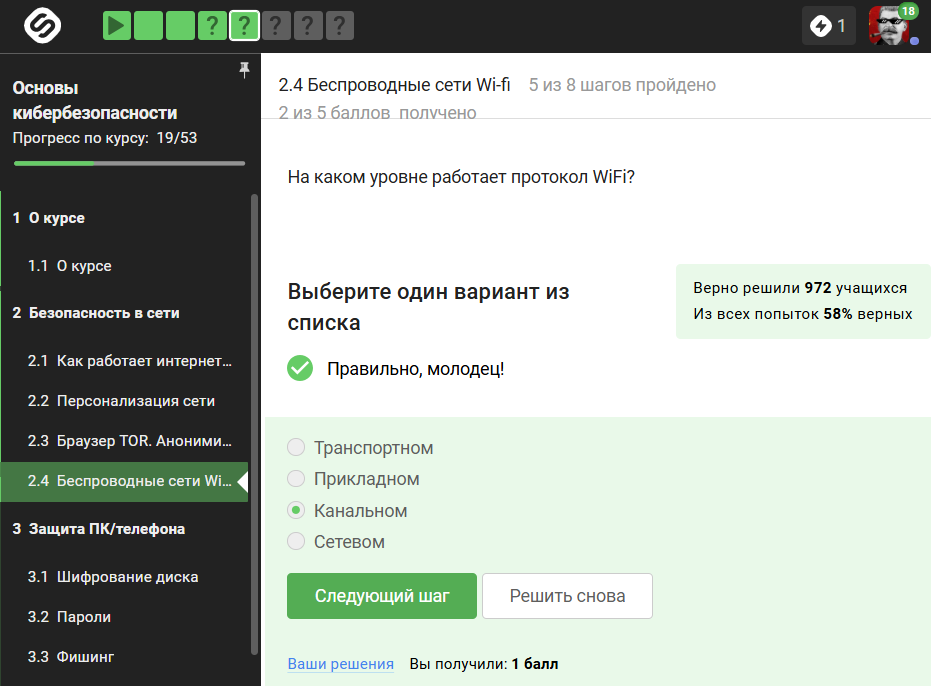 ? ? ? ? ?
1
18
Основы
кибербезопасности
Прогресс по курсу: 19/53
1 О курсе
1.1 О курсе
2 Безопасность в сети
2.1 Как работает интернет...
2.2 Персонализация сети
2.3 Браузер TOR. Аноними...
2.4 Беспроводные сети Wi...
3 Защита ПК/телефона
3.1 Шифрование диска
3.2 Пароли
3.3 Фишинг
2.4 Беспроводные сети Wi-fi 5 из 8 шагов пройдено
2 из 5 баллов получено
На каком уровне работает протокол WiFi?
Выберите один вариант из
списка
Верно решили 972 учащихся
Из всех попыток 58% верных
Правильно, молодец!
Транспортном
Прикладном
Канальном
Сетевом
Следующий шаг
Решить снова
Ваши решения Вы получили: 1 балл